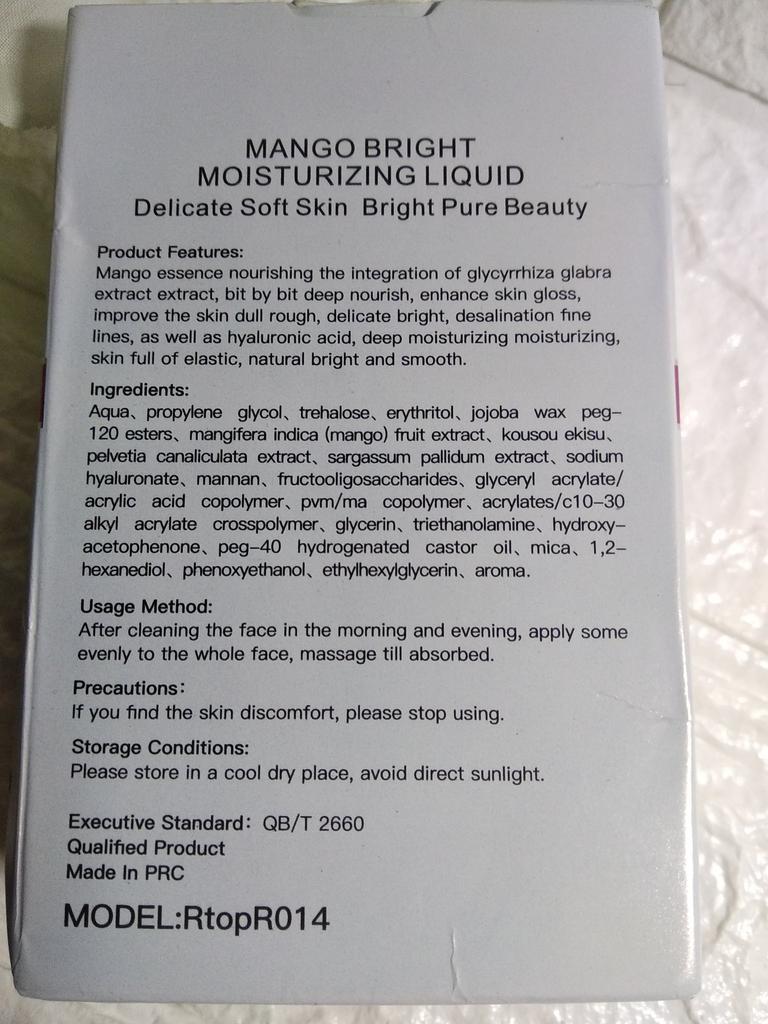 MANGO BRIGHT
MOISTURIZING LIQUID
Delicate Soft Skin Bright Pure Beauty
Product Features:
Mango essence nourishing the integration of glycyrrhiza glabra
extract extract, bit by bit deep nourish, enhance skin gloss,
improve the skin dull rough, delicate bright, desalination fine
lines, as well as hyaluronic acid, deep moisturizing moisturizing,
skin full of elastic, natural bright and smooth.
Ingredients:
Aqua、propylene glycol、trehalose、erythritol、jojoba wax peg-
120 esters、mangifera indica (mango) fruit extract、kousou ekisu、
pelvetia canaliculata extract、sargassum pallidum extract、sodium
hyaluronate、mannan、fructooligosaccharides、glyceryl acrylate/
acrylic acid copolymer、pvm/ma copolymer、acrylates/c10-30
alkyl acrylate crosspolymer、glycerin、triethanolamine、hydroxy-
acetophenone、peg-40 hydrogenated castor oil、mica、1,2-
hexanediol、phenoxyethanol、ethylhexylglycerin、aroma.
Usage Method:
After cleaning the face in the morning and evening, apply some
evenly to the whole face, massage till absorbed.
Precautions:
If you find the skin discomfort, please stop using.
Storage Conditions:
Please store in a cool dry place, avoid direct sunlight.
Executive Standard: QB/T 2660
Qualified Product
Made In PRC
MODEL:RtopR014